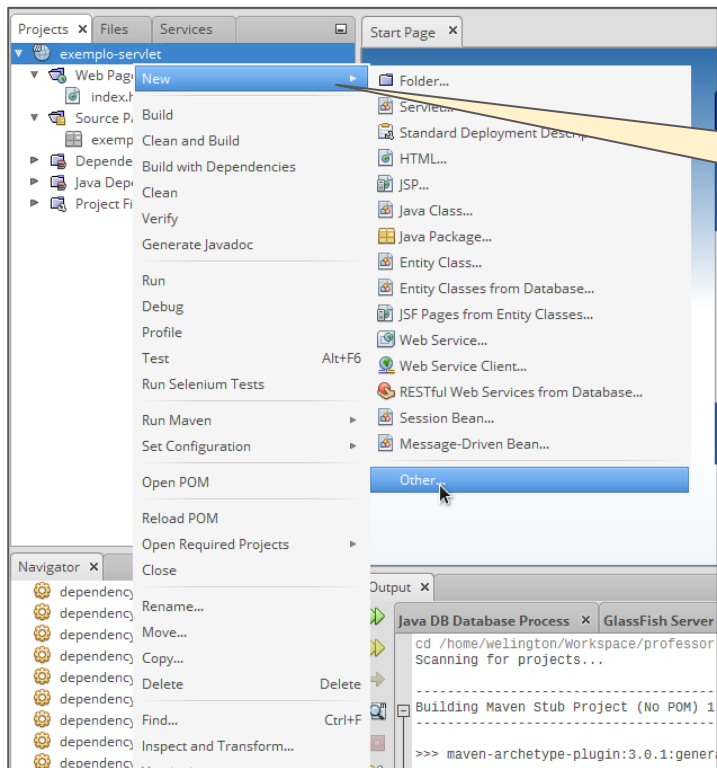 Projects Files Services
Start Page
exemplo-servlet
Web Pag
index.h
Source Pa
exemp
Depende
Java Depe
Project Fi
New
Build
Clean and Build
Build with Dependencies
Clean
Verify
Generate Javadoc
Run
Debug
Profile
Test Alt+F6
Run Selenium Tests
Run Maven
Set Configuration
Open POM
Reload POM
Open Required Projects
Close
Rename...
Move...
Copy...
Delete Delete
Find... Ctrl+F
Inspect and Transform...
Folder...
Servlet...
Standard Deployment Descrip
HTML...
JSP...
Java Class...
Java Package...
Entity Class...
Entity Classes from Database...
JSF Pages from Entity Classes...
Web Service...
Web Service Client...
RESTful Web Services from Database...
Session Bean...
Message-Driven Bean...
Other...
Navigator
dependency
dependency
dependency
dependency
dependency
dependency
dependency
dependency
dependency
Output
Java DB Database Process GlassFish Server
cd /home/welington/Workspace/professor
Scanning for projects...
------------------------------------
Building Maven Stub Project (No POM) 1
------------------------------------
>>> maven-archetype-plugin:3.0.1:genera